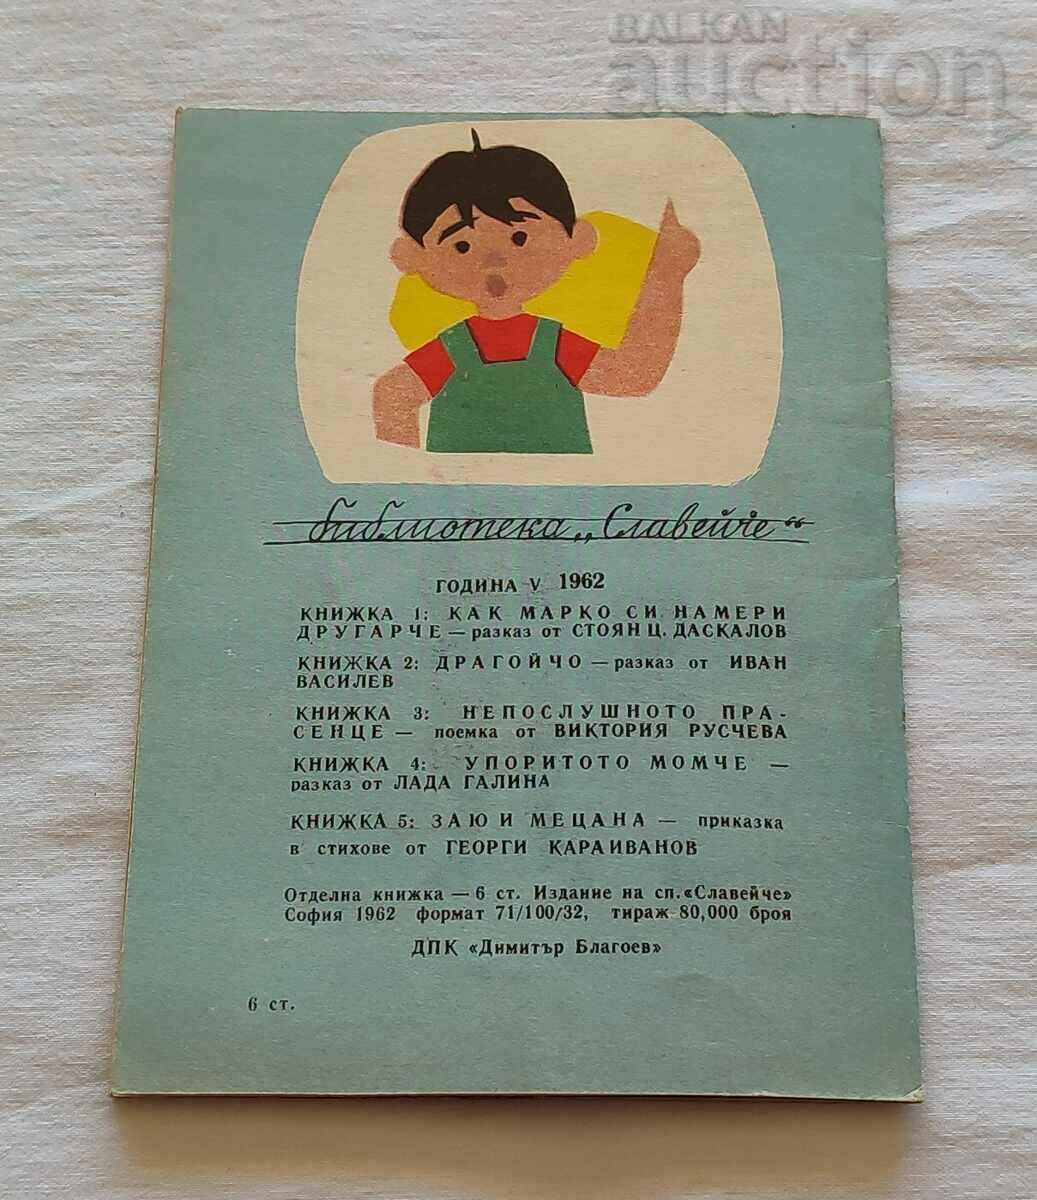 BALKAN
auction
библиотека „Славейче“
ГОДИНА V 1962
КНИЖКА 1: КАК МАРКО СИ НАМЕРИ
ДРУГАРЧЕ — разказ от СТОЯН Ц. ДАСКАЛОВ
КНИЖКА 2: ДРАГОЙЧО — разказ от ИВАН
ВАСИЛЕВ
КНИЖКА 3: НЕПОСЛУШНОТО ПРА-
СЕНЦЕ — поемка от ВИКТОРИЯ РУСЧЕВА
КНИЖКА 4: УПОРИТОТО МОМЧЕ —
разказ от ЛАДА ГАЛИНА
КНИЖКА 5: ЗАЮ И МЕЦАНА — приказка
в стихове от ГЕОРГИ КАРАИВАНОВ
Отделна книжка — 6 ст. Издание на сп. «Славейче»
София 1962 формат 71/100/32, тираж 80,000 броя
ДПК «Димитър Благоев»
6 ст.